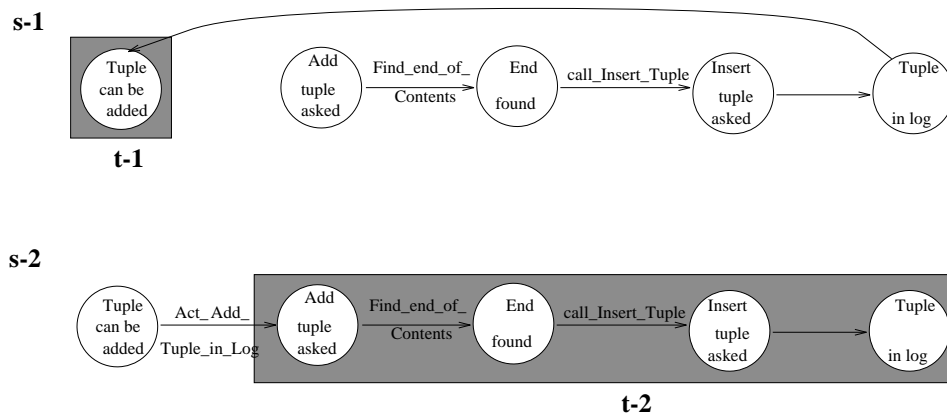 s-1
Tuple
can be
added
t-1
Add
tuple
asked
Find_end_of_
Contents
End
found
call_Insert_Tuple
Insert
tuple
asked
Tuple
in log
s-2
Tuple
can be
added
Act_ Add_
Tuple_in_Log
Add
tuple
asked
Find_end_of_
Contents
End
found
call_Insert_Tuple
Insert
tuple
asked
Tuple
in log
t-2